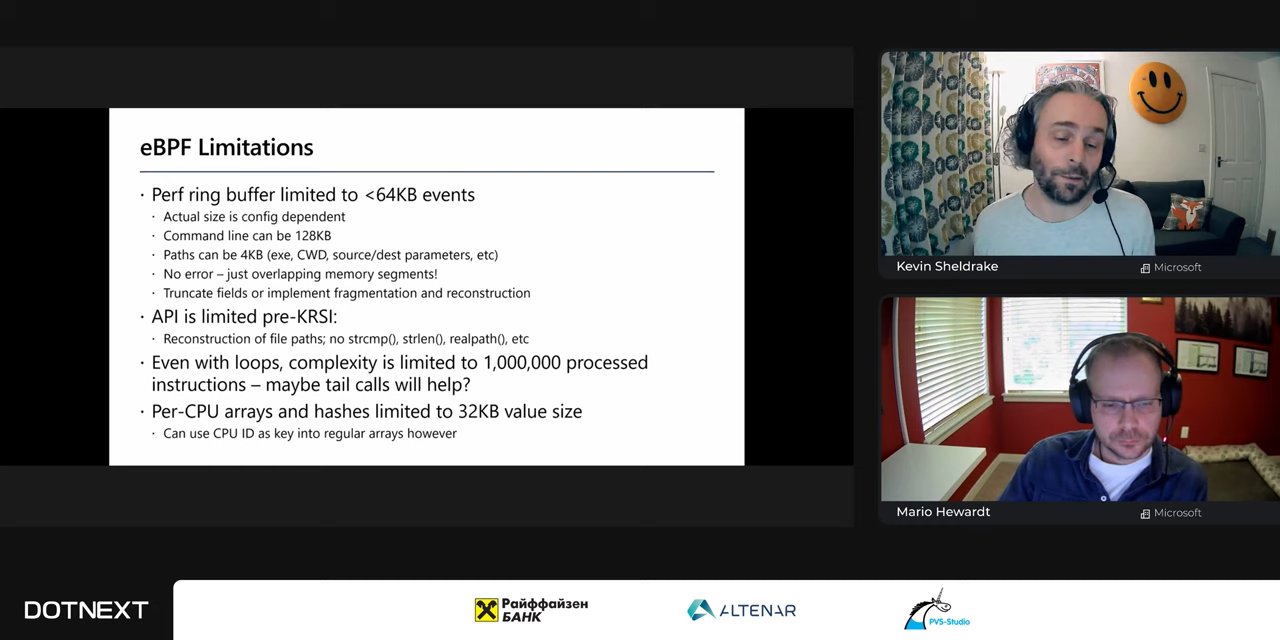 eBPF Limitations
· Perf ring buffer limited to <64KB events
· Actual size is config dependent
· Command line can be 128KB
· Paths can be 4KB (exe, CWD, source/dest parameters, etc)
· No error – just overlapping memory segments!
· Truncate fields or implement fragmentation and reconstruction
· API is limited pre-KRSI:
· Reconstruction of file paths; no strcmp(), strlen(), realpath(), etc
· Even with loops, complexity is limited to 1,000,000 processed
instructions – maybe tail calls will help?
· Per-CPU arrays and hashes limited to 32KB value size
· Can use CPU ID as key into regular arrays however
Kevin Sheldrake
Microsoft
Mario Hewardt
Microsoft
DOTNEXT
Райффайзен
БАНК
ALTENAR
PVS-Studio